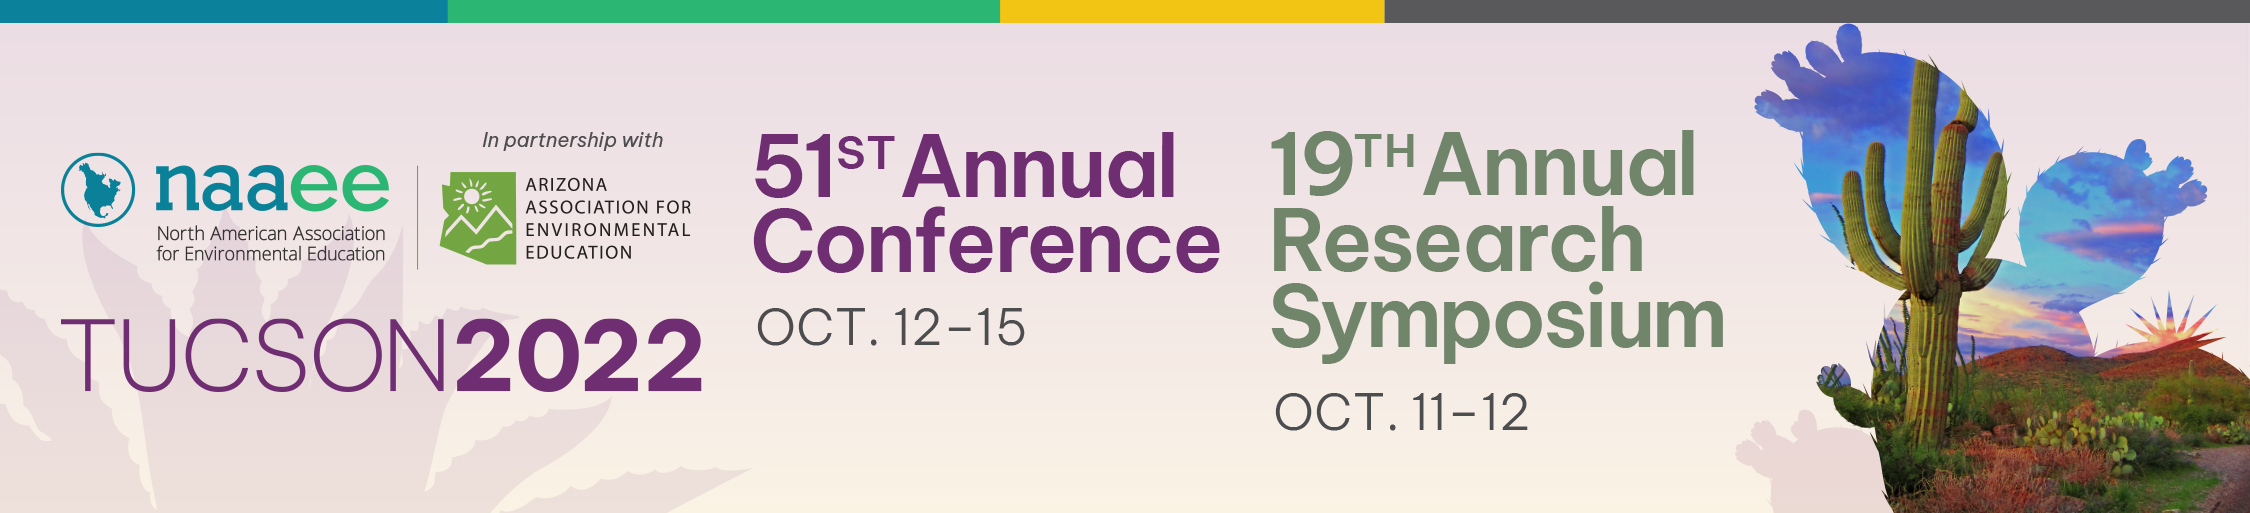 In partnership with
naaee
North American Association
for Environmental Education
ARIZONA
ASSOCIATION FOR
ENVIRONMENTAL
EDUCATION
TUCSON2022
51ST Annual
Conference
OCT. 12–15
19TH Annual
Research
Symposium
OCT. 11–12